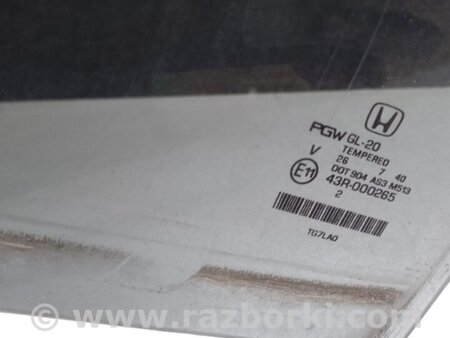 PGW GL-20
TEMPERED
V 26 7 40
DOT 904 AS3 M513
E11 43R-000265
2
TG7LA0
www.razborki.com